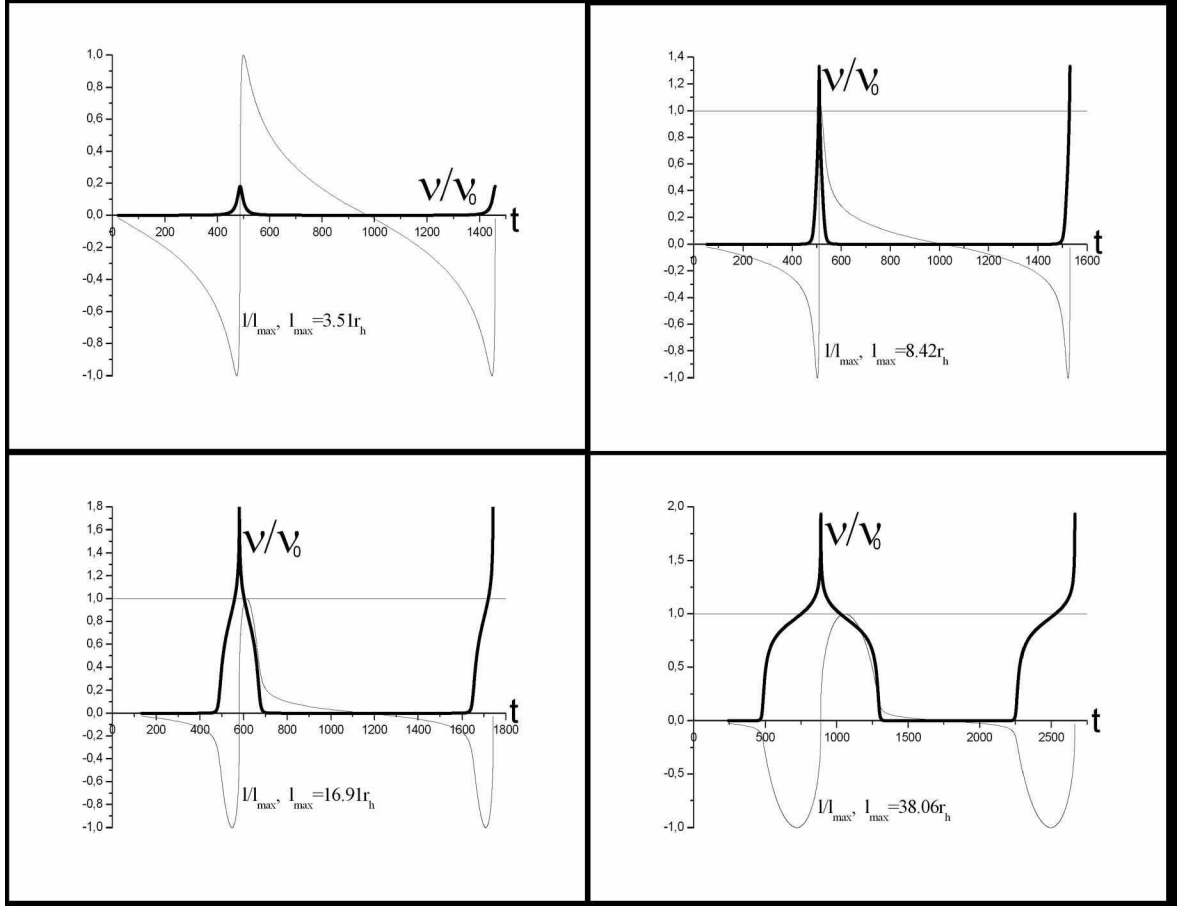 1,0
0,8
0,6
0,4
0,2
0,0
-0,2
-0,4
-0,6
-0,8
-1,0
0 200 400 600 800 1000 1200 1400
ν/ν0
t
l/lmax, lmax=3.51rh
1,4
1,2
1,0
0,8
0,6
0,4
0,2
0,0
-0,2
-0,4
-0,6
-0,8
-1,0
0 200 400 600 800 1000 1200 1400 1600
ν/ν0
t
l/lmax, lmax=8.42rh
1,8
1,6
1,4
1,2
1,0
0,8
0,6
0,4
0,2
0,0
-0,2
-0,4
-0,6
-0,8
-1,0
0 200 400 600 800 1000 1200 1400 1600 1800
ν/ν0
t
l/lmax, lmax=16.91rh
2,0
1,5
1,0
0,5
0,0
-0,5
-1,0
0 500 1000 1500 2000 2500
ν/ν0
t
l/lmax, lmax=38.06rh